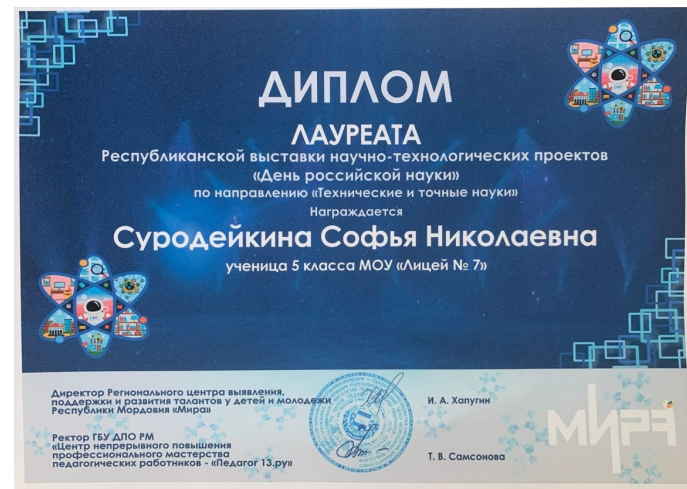 ДИПЛОМ
ЛАУРЕАТА
Республиканской выставки научно-технологических проектов
«День российской науки»
по направлению «Технические и точные науки»
Награждается
Суродейкина Софья Николаевна
ученица 5 класса МОУ «Лицей № 7»
Директор Регионального центра выявления,
поддержки и развития талантов у детей и молодежи
Республики Мордовия «Мира»
И. А. Хапугин
Ректор ГБУ ДПО РМ
«Центр непрерывного повышения
профессионального мастерства
педагогических работников - «Педагог 13.ру»
Т. В. Самсонова
МИРА